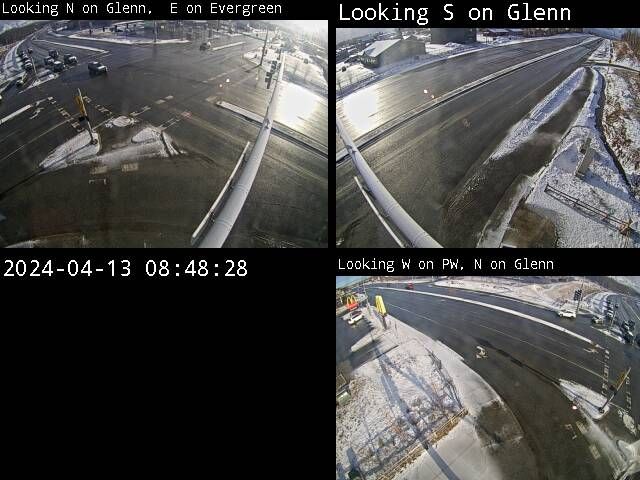 Looking N on Glenn,  E on Evergreen
Looking S on Glenn
2024-04-13 08:48:28
Looking W on PW, N on Glenn